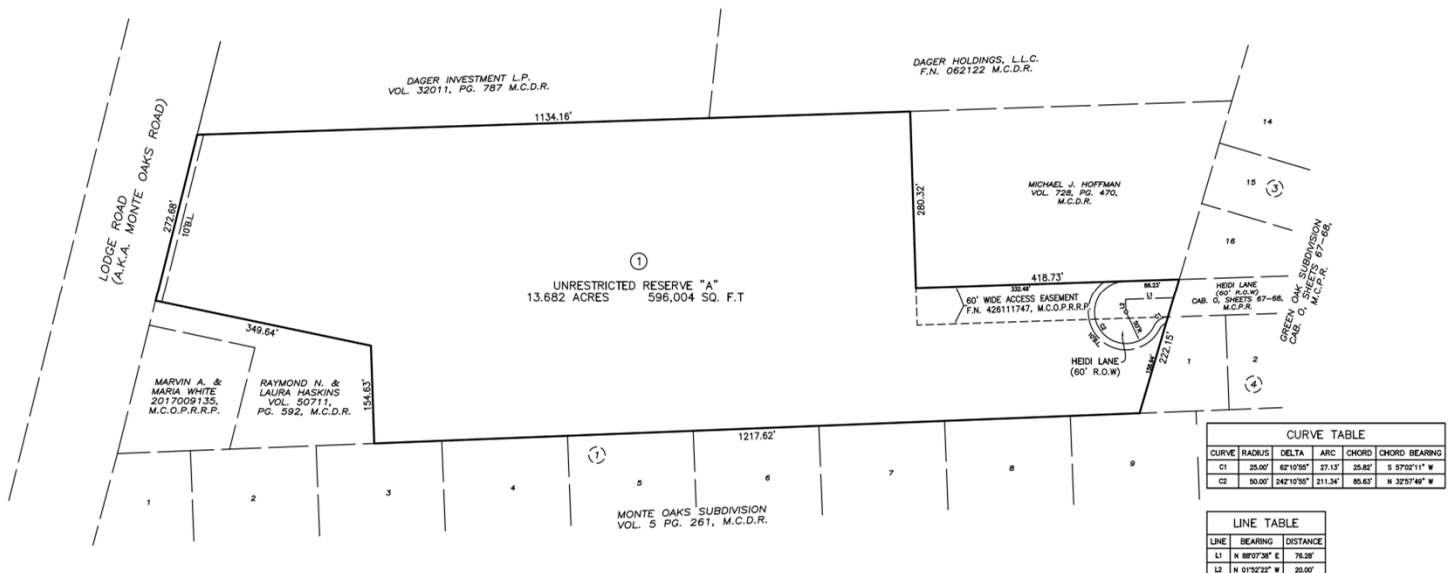 DAGER INVESTMENT L.P.
VOL. 32011, PG. 787 M.C.D.R.
DAGER HOLDINGS, L.L.C.
F.N. 062122 M.C.D.R.
LODGE ROAD
(A.K.A. MONTE OAKS ROAD)
1134.16'
272.68'
10'B.L.
280.32'
MICHAEL J. HOFFMAN
VOL. 728, PG. 470,
M.C.D.R.
14
15
3
16
GREEN OAK SUBDIVISION
CAB. O, SHEETS 67-68,
M.C.P.R.
1
UNRESTRICTED RESERVE "A"
13.682 ACRES 596,004 SQ. F.T
418.73'
332.49'
86.23'
60' WIDE ACCESS EASEMENT
F.N. 426111747, M.C.O.P.R.R.P
L1
L2
50'R
C1
C2
10'B.L.
HEIDI LANE
(60' R.O.W)
CAB. O, SHEETS 67-68,
M.C.P.R.
HEIDI LANE
(60' R.O.W)
222.15'
1
2
4
349.64'
154.63'
MARVIN A. &
MARIA WHITE
2017009135,
M.C.O.P.R.R.P.
RAYMOND N. &
LAURA HASKINS
VOL. 50711,
PG. 592, M.C.D.R.
1217.62'
1
1
2
3
4
5
6
7
8
9
MONTE OAKS SUBDIVISION
VOL. 5 PG. 261, M.C.D.R.
CURVE TABLE
CURVE RADIUS DELTA ARC CHORD CHORD BEARING
C1 25.00' 62°10'55" 27.13' 25.82' S 57°02'11" W
C2 50.00' 242°10'55" 211.34' 85.63' N 32°57'49" W
LINE TABLE
LINE BEARING DISTANCE
L1 N 88°07'38" E 76.28'
L2 N 01°52'22" W 20.00'